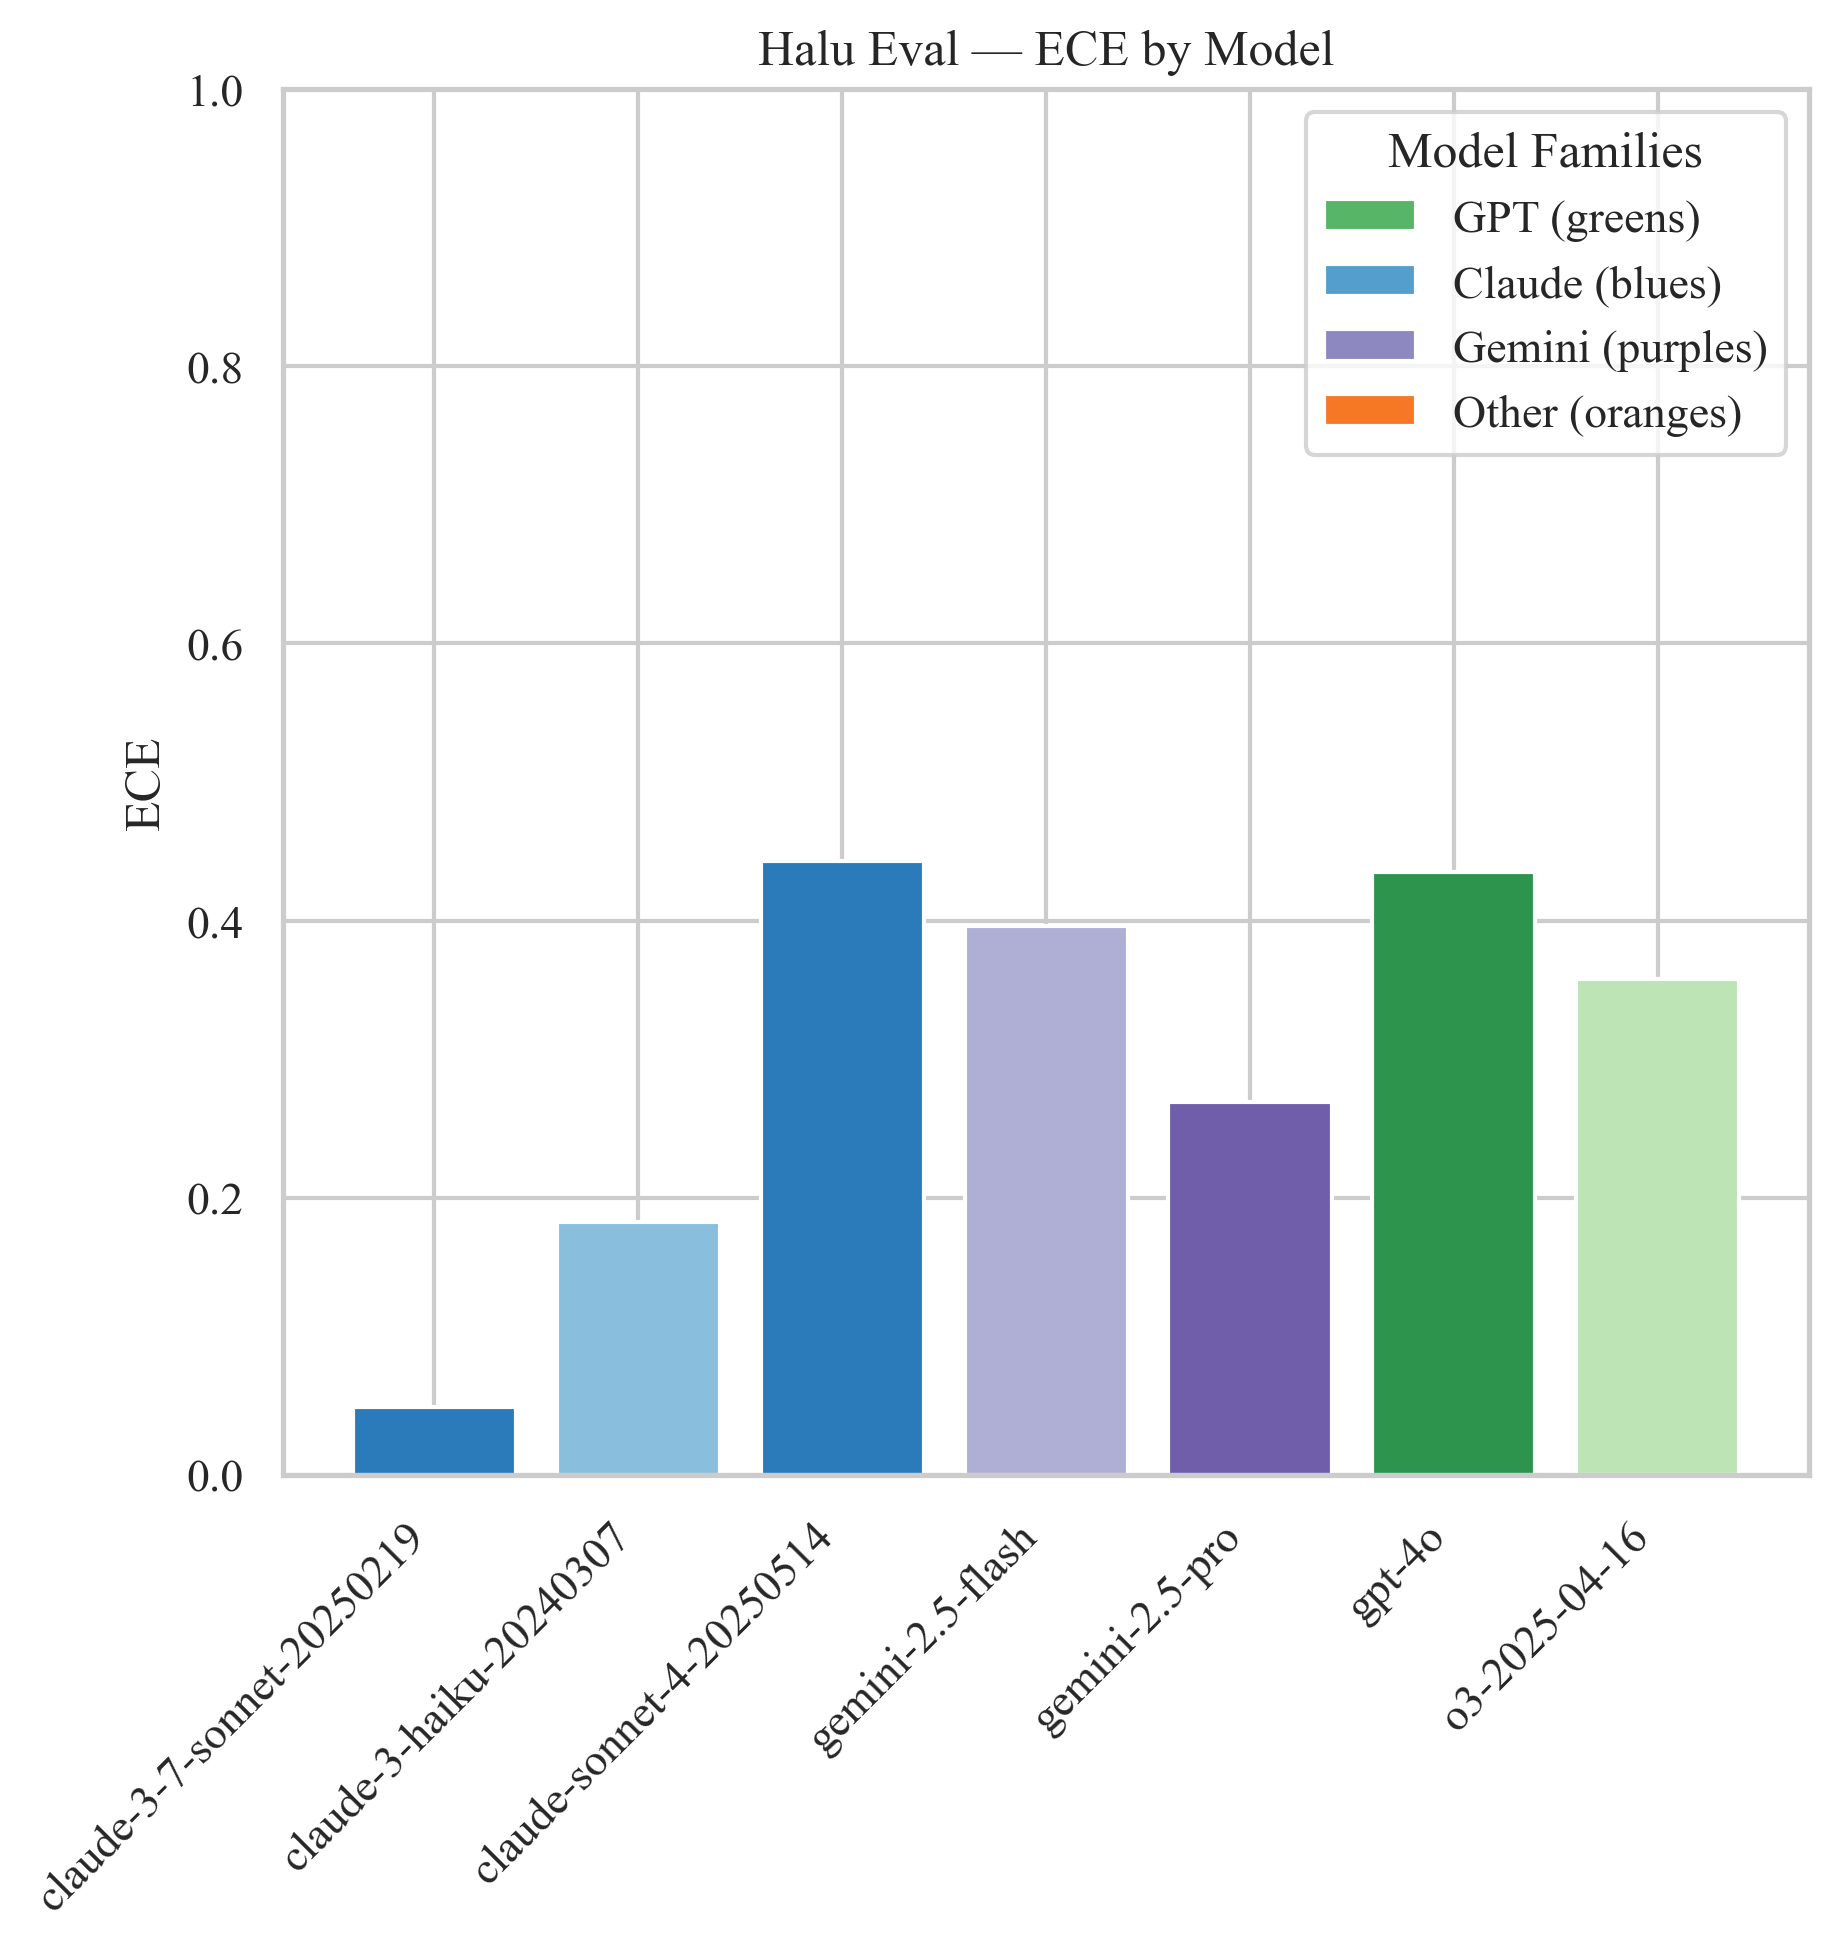 Halu Eval — ECE by Model
1.0
0.8
0.6
0.4
0.2
0.0
ECE
Model Families
GPT (greens)
Claude (blues)
Gemini (purples)
Other (oranges)
claude-3-7-sonnet-20250219
claude-3-haiku-20240307
claude-sonnet-4-20250514
gemini-2.5-flash
gemini-2.5-pro
gpt-4o
o3-2025-04-16